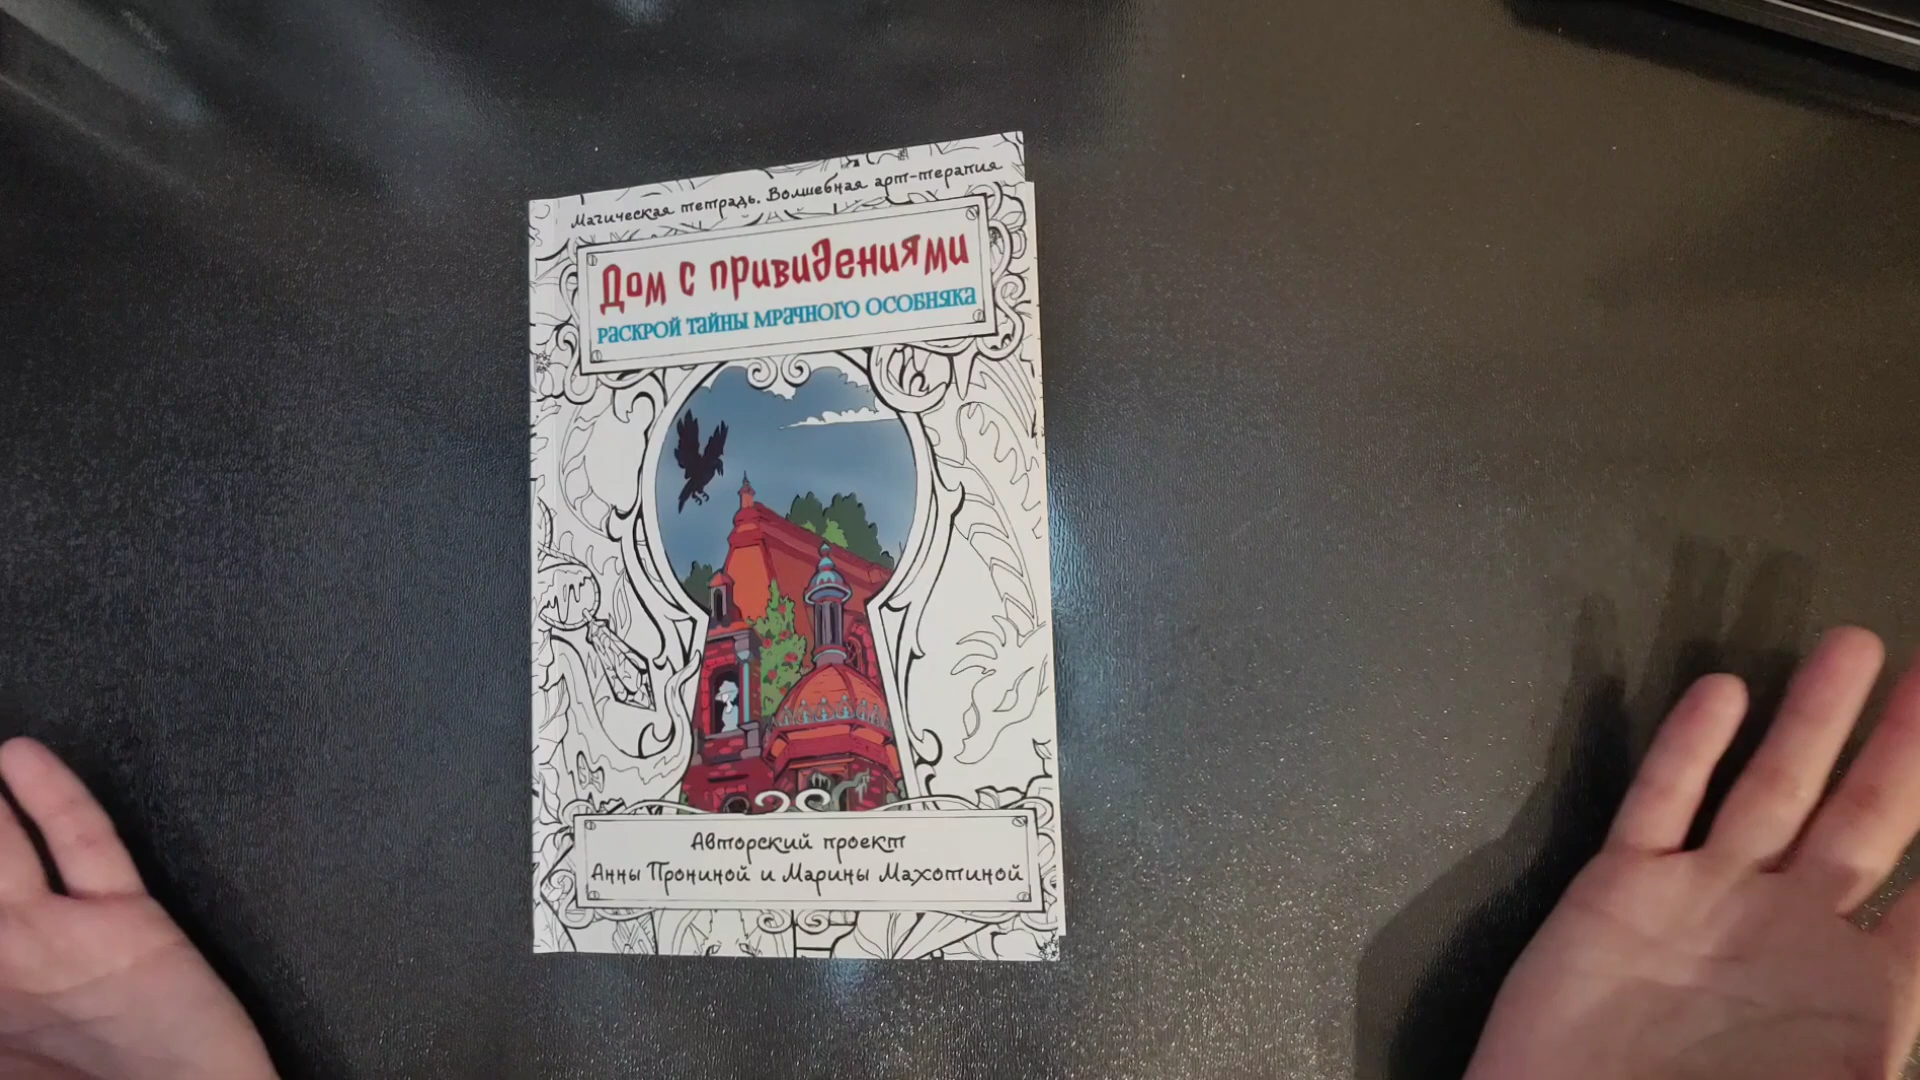 Магическая тетрадь. Волшебная арт-терапия
Дом с привидениями
РАСКРОЙ ТАЙНЫ МРАЧНОГО ОСОБНЯКА
Авторский проект
Анны Прониной и Марины Махотиной